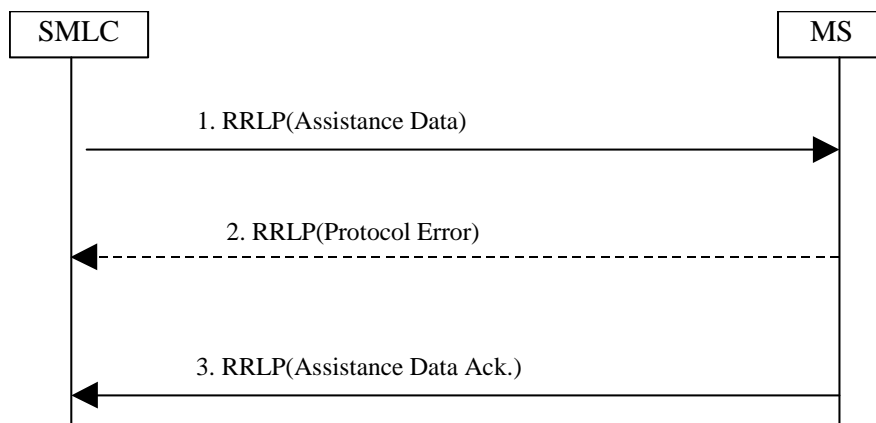 SMLC
MS
1. RRLP(Assistance Data)
2. RRLP(Protocol Error)
3. RRLP(Assistance Data Ack.)